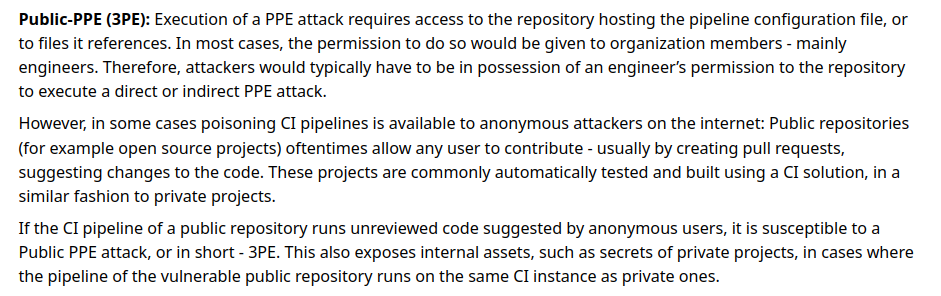 Public-PPE (3PE): Execution of a PPE attack requires access to the repository hosting the pipeline configuration file, or
to files it references. In most cases, the permission to do so would be given to organization members - mainly
engineers. Therefore, attackers would typically have to be in possession of an engineer’s permission to the repository
to execute a direct or indirect PPE attack.
However, in some cases poisoning CI pipelines is available to anonymous attackers on the internet: Public repositories
(for example open source projects) oftentimes allow any user to contribute - usually by creating pull requests,
suggesting changes to the code. These projects are commonly automatically tested and built using a CI solution, in a
similar fashion to private projects.
If the CI pipeline of a public repository runs unreviewed code suggested by anonymous users, it is susceptible to a
Public PPE attack, or in short - 3PE. This also exposes internal assets, such as secrets of private projects, in cases where
the pipeline of the vulnerable public repository runs on the same CI instance as private ones.